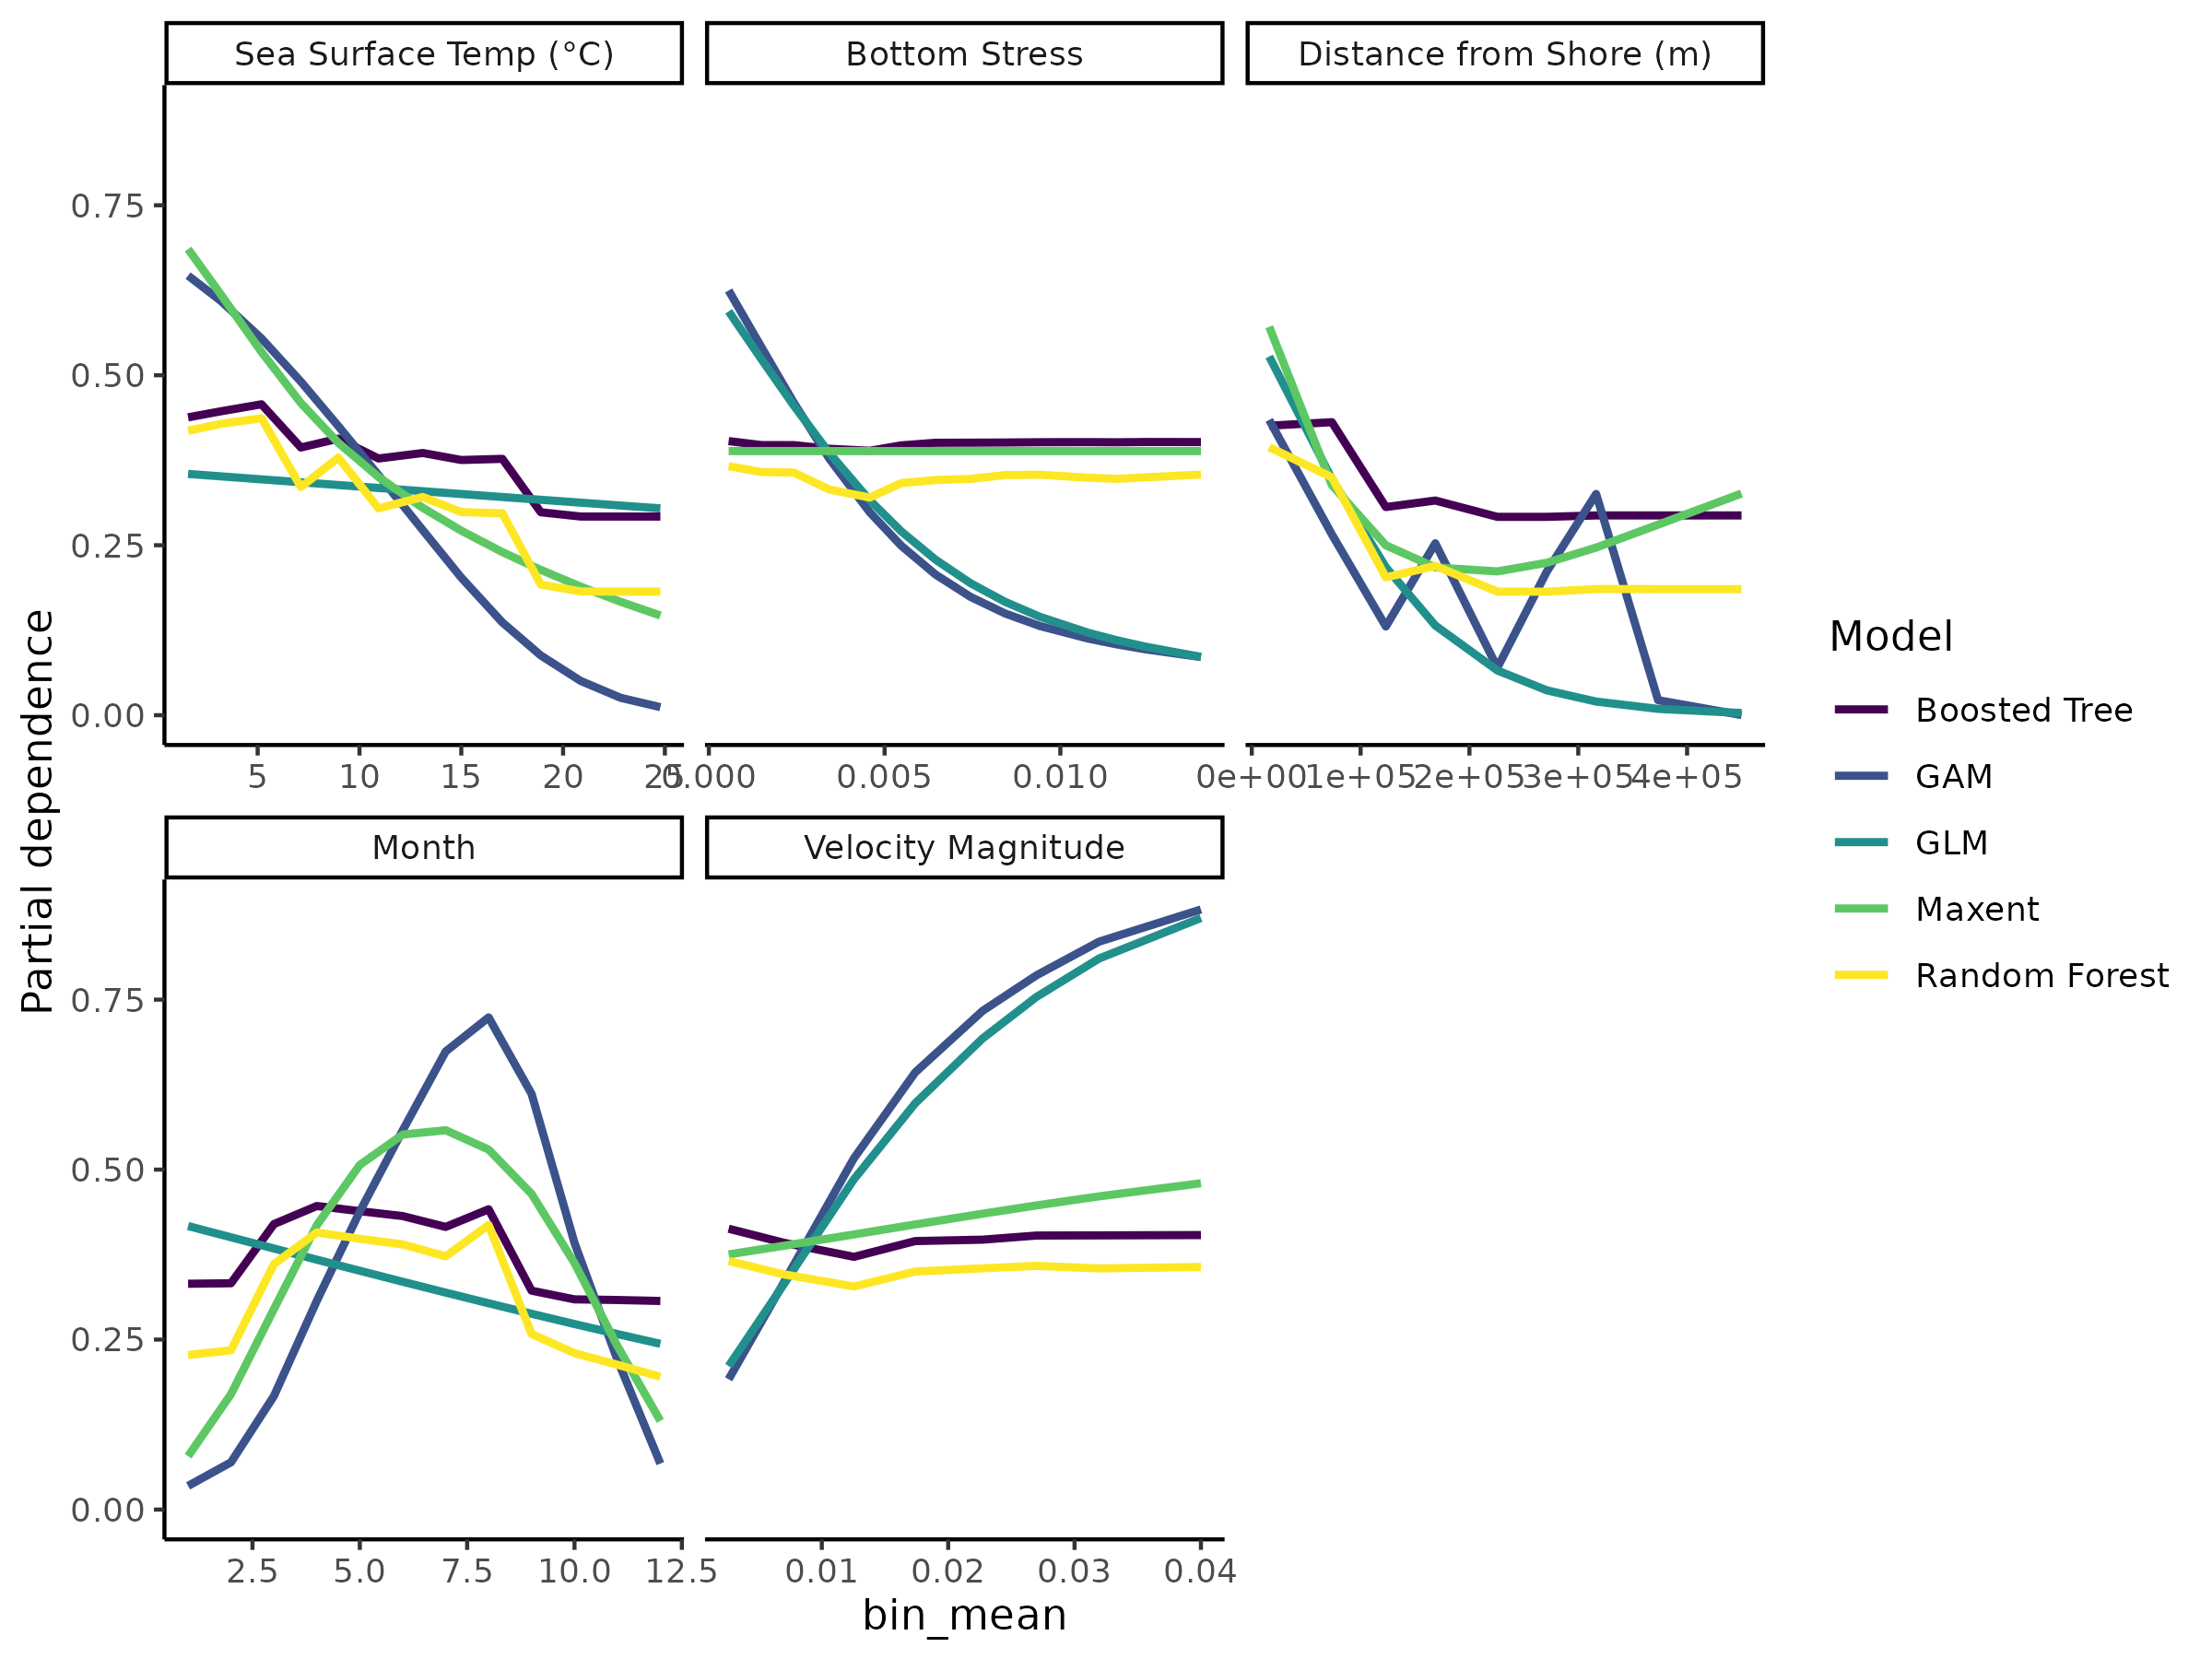 Sea Surface Temp (°C)
Bottom Stress
Distance from Shore (m)
0.75
0.50
0.25
0.00
5 10 15 20 25
0.000 0.005 0.010
0e+00 1e+05 2e+05 3e+05 4e+05
Partial dependence
Month
Velocity Magnitude
0.75
0.50
0.25
0.00
2.5 5.0 7.5 10.0 12.5
0.01 0.02 0.03 0.04
bin_mean
Model
Boosted Tree
GAM
GLM
Maxent
Random Forest